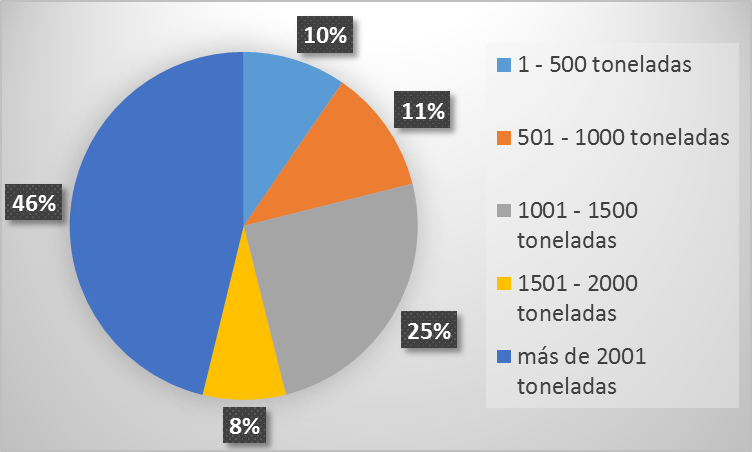 10%
11%
25%
8%
46%
1 - 500 toneladas
501 - 1000 toneladas
1001 - 1500
toneladas
1501 - 2000
toneladas
más de 2001
toneladas